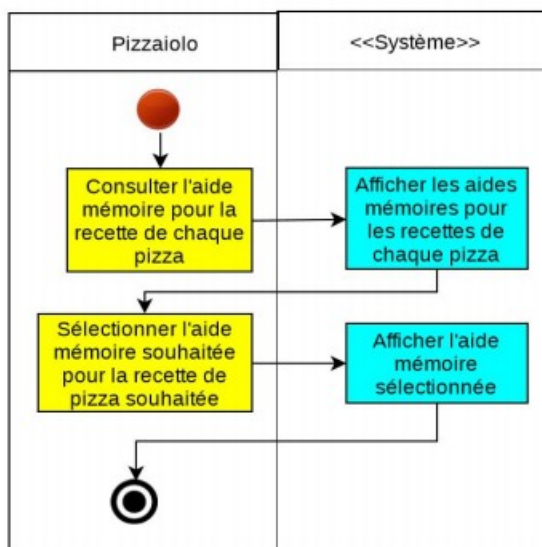 Pizzaiolo
<<Système>>
Consulter l'aide
mémoire pour la
recette de chaque
pizza
Afficher les aides
mémoires pour
les recettes de
chaque pizza
Sélectionner l'aide
mémoire souhaitée
pour la recette de
pizza souhaitée
Afficher l'aide
mémoire
sélectionnée